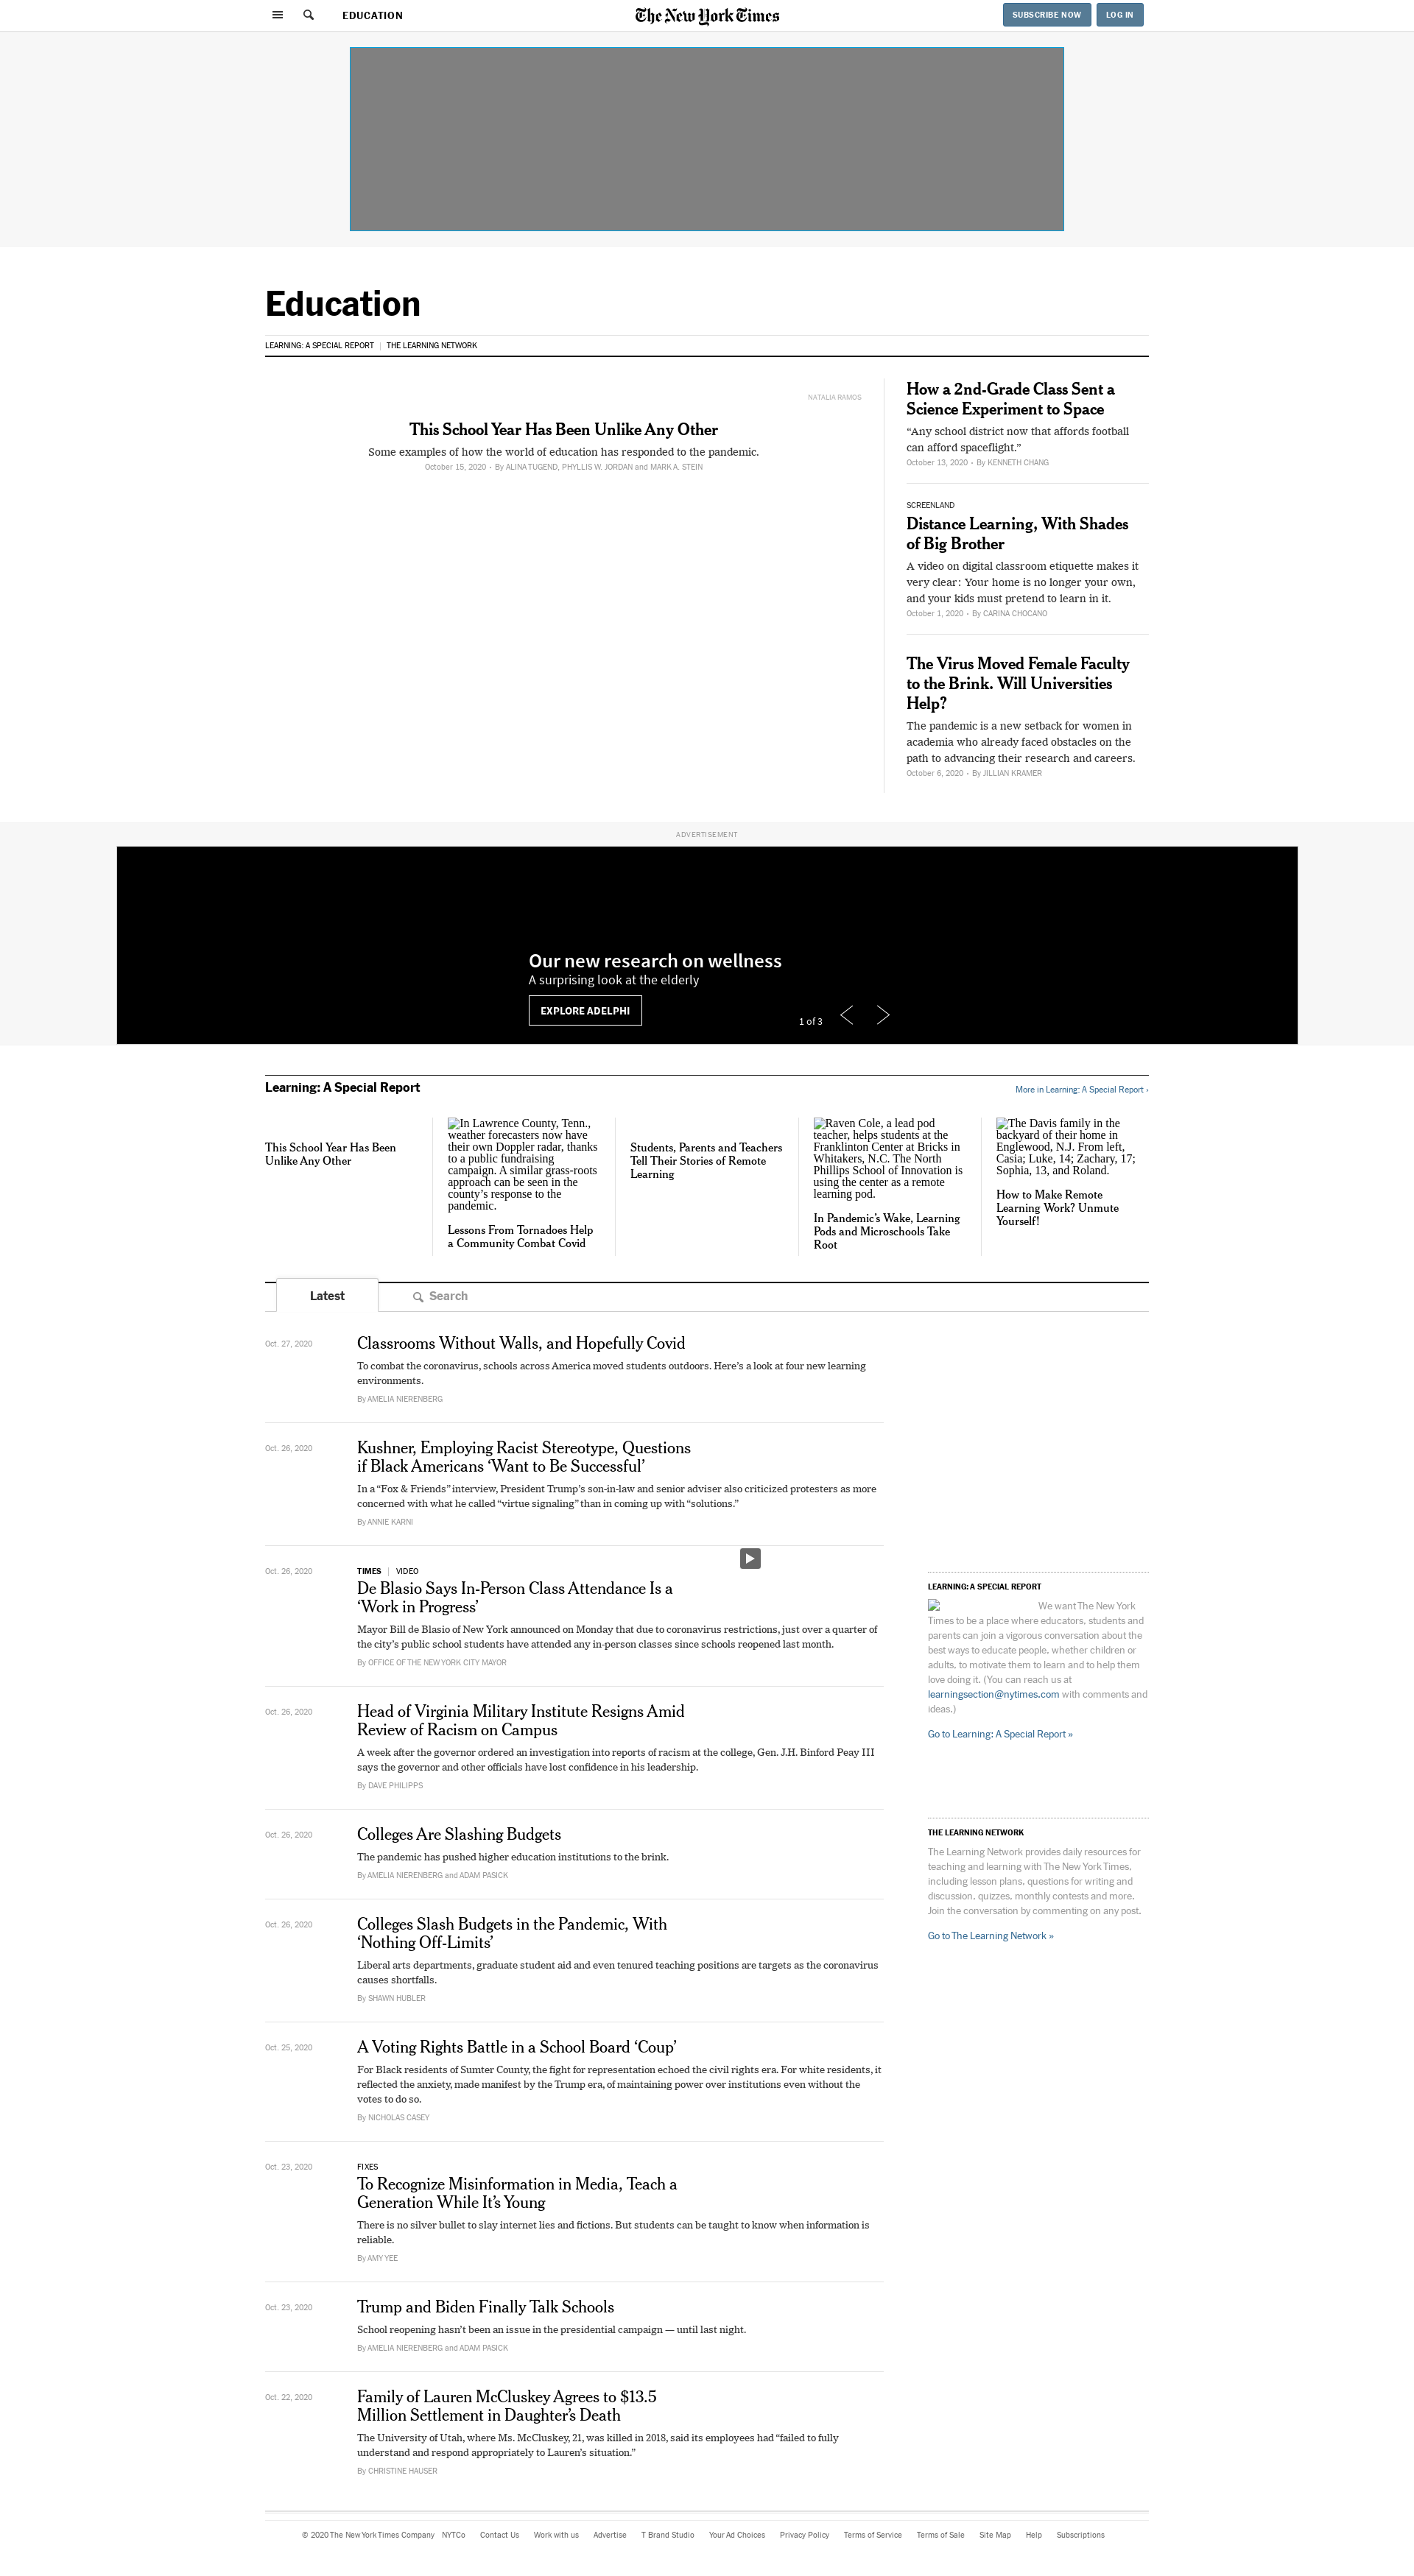 EDUCATION
The New York Times
SUBSCRIBE NOW
LOG IN
Education
LEARNING: A SPECIAL REPORT | THE LEARNING NETWORK
NATALIA RAMOS
This School Year Has Been Unlike Any Other
Some examples of how the world of education has responded to the pandemic.
October 15, 2020 • By ALINA TUGEND, PHYLLIS W. JORDAN and MARK A. STEIN
How a 2nd-Grade Class Sent a
Science Experiment to Space
“Any school district now that affords football
can afford spaceflight.”
October 13, 2020 • By KENNETH CHANG
SCREENLAND
Distance Learning, With Shades
of Big Brother
A video on digital classroom etiquette makes it
very clear: Your home is no longer your own,
and your kids must pretend to learn in it.
October 1, 2020 • By CARINA CHOCANO
The Virus Moved Female Faculty
to the Brink. Will Universities
Help?
The pandemic is a new setback for women in
academia who already faced obstacles on the
path to advancing their research and careers.
October 6, 2020 • By JILLIAN KRAMER
ADVERTISEMENT
Our new research on wellness
A surprising look at the elderly
EXPLORE ADELPHI
1 of 3
Learning: A Special Report
More in Learning: A Special Report ›
This School Year Has Been
Unlike Any Other
In Lawrence County, Tenn.,
weather forecasters now have
their own Doppler radar, thanks
to a public fundraising
campaign. A similar grass-roots
approach can be seen in the
county’s response to the
pandemic.
Lessons From Tornadoes Help
a Community Combat Covid
Students, Parents and Teachers
Tell Their Stories of Remote
Learning
Raven Cole, a lead pod
teacher, helps students at the
Franklinton Center at Bricks in
Whitakers, N.C. The North
Phillips School of Innovation is
using the center as a remote
learning pod.
In Pandemic’s Wake, Learning
Pods and Microschools Take
Root
The Davis family in the
backyard of their home in
Englewood, N.J. From left,
Casia; Luke, 14; Zachary, 17;
Sophia, 13, and Roland.
How to Make Remote
Learning Work? Unmute
Yourself!
Latest
Search
Oct. 27, 2020
Classrooms Without Walls, and Hopefully Covid
To combat the coronavirus, schools across America moved students outdoors. Here’s a look at four new learning
environments.
By AMELIA NIERENBERG
Oct. 26, 2020
Kushner, Employing Racist Stereotype, Questions
if Black Americans ‘Want to Be Successful’
In a “Fox & Friends” interview, President Trump’s son-in-law and senior adviser also criticized protesters as more
concerned with what he called “virtue signaling” than in coming up with “solutions.”
By ANNIE KARNI
Oct. 26, 2020
TIMES | VIDEO
De Blasio Says In-Person Class Attendance Is a
‘Work in Progress’
Mayor Bill de Blasio of New York announced on Monday that due to coronavirus restrictions, just over a quarter of
the city’s public school students have attended any in-person classes since schools reopened last month.
By OFFICE OF THE NEW YORK CITY MAYOR
Oct. 26, 2020
Head of Virginia Military Institute Resigns Amid
Review of Racism on Campus
A week after the governor ordered an investigation into reports of racism at the college, Gen. J.H. Binford Peay III
says the governor and other officials have lost confidence in his leadership.
By DAVE PHILIPPS
Oct. 26, 2020
Colleges Are Slashing Budgets
The pandemic has pushed higher education institutions to the brink.
By AMELIA NIERENBERG and ADAM PASICK
Oct. 26, 2020
Colleges Slash Budgets in the Pandemic, With
‘Nothing Off-Limits’
Liberal arts departments, graduate student aid and even tenured teaching positions are targets as the coronavirus
causes shortfalls.
By SHAWN HUBLER
Oct. 25, 2020
A Voting Rights Battle in a School Board ‘Coup’
For Black residents of Sumter County, the fight for representation echoed the civil rights era. For white residents, it
reflected the anxiety, made manifest by the Trump era, of maintaining power over institutions even without the
votes to do so.
By NICHOLAS CASEY
Oct. 23, 2020
FIXES
To Recognize Misinformation in Media, Teach a
Generation While It’s Young
There is no silver bullet to slay internet lies and fictions. But students can be taught to know when information is
reliable.
By AMY YEE
Oct. 23, 2020
Trump and Biden Finally Talk Schools
School reopening hasn’t been an issue in the presidential campaign — until last night.
By AMELIA NIERENBERG and ADAM PASICK
Oct. 22, 2020
Family of Lauren McCluskey Agrees to $13.5
Million Settlement in Daughter’s Death
The University of Utah, where Ms. McCluskey, 21, was killed in 2018, said its employees had “failed to fully
understand and respond appropriately to Lauren’s situation.”
By CHRISTINE HAUSER
LEARNING: A SPECIAL REPORT
We want The New York
Times to be a place where educators, students and
parents can join a vigorous conversation about the
best ways to educate people, whether children or
adults, to motivate them to learn and to help them
love doing it. (You can reach us at
learningsection@nytimes.com with comments and
ideas.)
Go to Learning: A Special Report »
THE LEARNING NETWORK
The Learning Network provides daily resources for
teaching and learning with The New York Times,
including lesson plans, questions for writing and
discussion, quizzes, monthly contests and more.
Join the conversation by commenting on any post.
Go to The Learning Network »
© 2020 The New York Times Company NYTCo Contact Us Work with us Advertise T Brand Studio Your Ad Choices Privacy Policy Terms of Service Terms of Sale Site Map Help Subscriptions